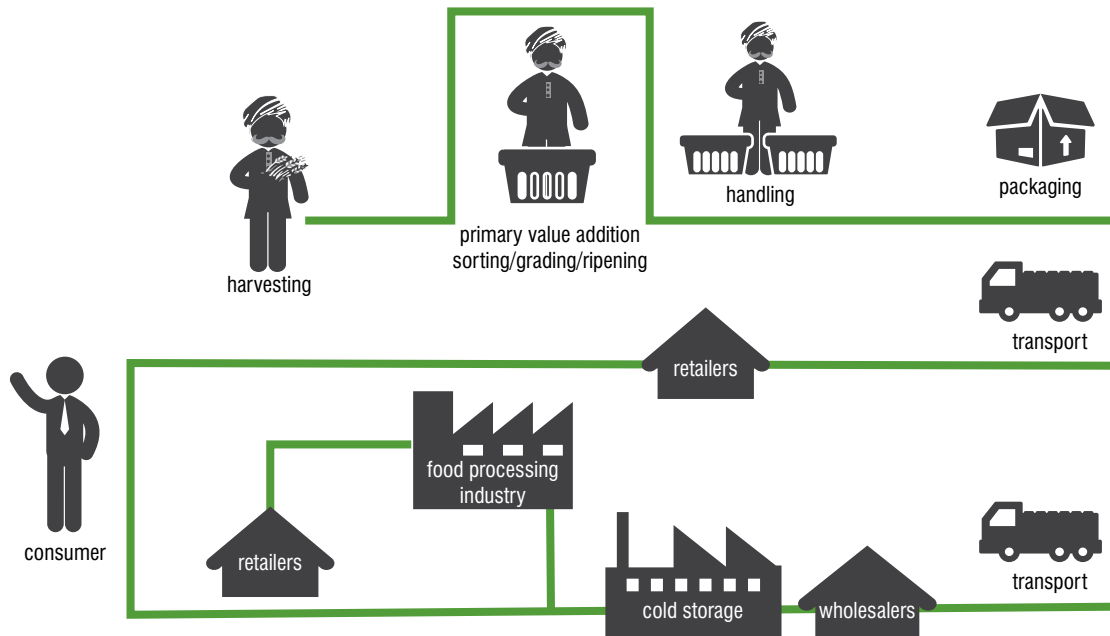 harvesting
primary value addition
sorting/grading/ripening
handling
packaging
transport
retailers
consumer
food processing
industry
retailers
cold storage
wholesalers
transport